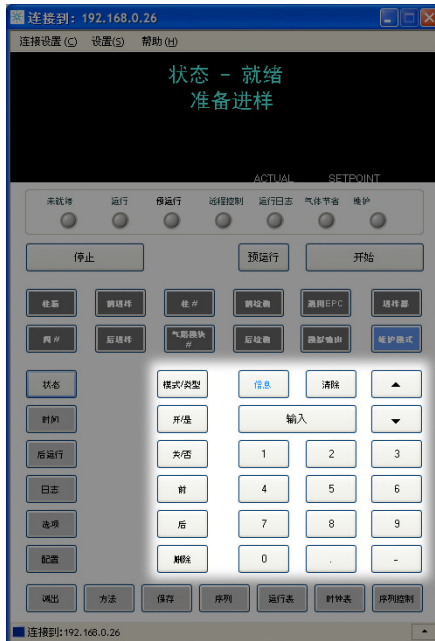 连接到: 192.168.0.26
连接设置(C) 设置(S) 帮助(H)
状态 - 就绪
准备进样
ACTUAL SETPOINT
未就绪 运行 预运行 远程控制 运行日志 气体节省 维护
停止 预运行 开始
柱箱 前进样 柱# 前检测 测同EPC 进样器
阀# 后进样 气路模块# 后检测 模拟输出 维护模式
状态 模式/类型 信息 清除 ▲
时间 开/是 输入 ▼
后运行 关/否 1 2 3
日志 前 4 5 6
选项 后 7 8 9
配置 删除 0 . -
调出 方法 保存 序列 运行表 时钟表 序列控制
连接到:192.168.0.26